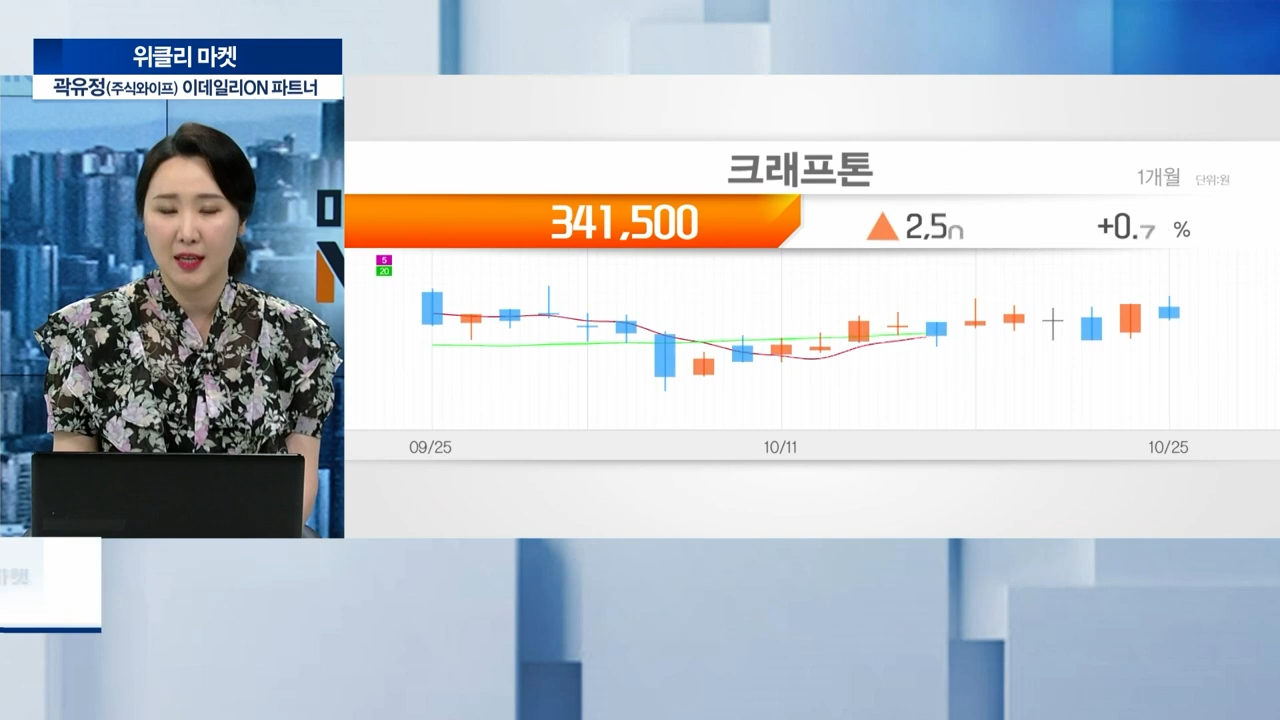 위클리 마켓
곽유정(주식와이프) 이데일리ON 파트너
크래프톤
1개월 단위:원
341,500 ▲ 2,5 +0.7 %
5
20
09/25 10/11 10/25